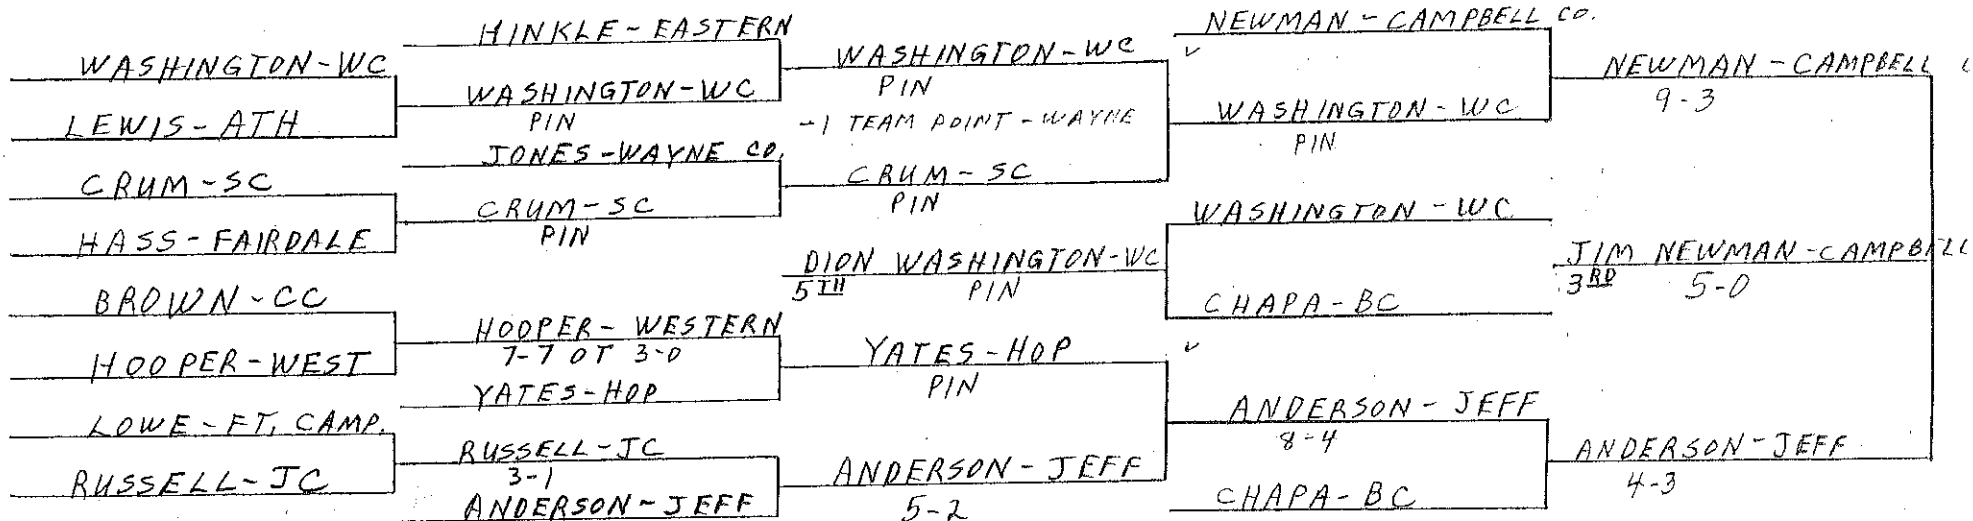 WASHINGTON-WC
LEWIS-ATH
CRUM-SC
HASS-FAIRDALE
BROWN-CC
HOOPER-WEST
LOWE-FT. CAMP.
RUSSELL-JC
HINKLE-EASTERN
WASHINGTON-WC
PIN
JONES-WAYNE CO.
CRUM-SC
PIN
HOOPER-WESTERN
7-7 OT 3-0
YATES-HOP
RUSSELL-JC
3-1
ANDERSON-JEFF
WASHINGTON-WC
PIN
-1 TEAM POINT-WAYNE
CRUM-SC
PIN
DION WASHINGTON-WC
5TH PIN
YATES-HOP
PIN
ANDERSON-JEFF
5-2
NEWMAN-CAMPBELL CO.
WASHINGTON-WC
PIN
WASHINGTON-WC
CHAPA-BC
ANDERSON-JEFF
8-4
CHAPA-BC
NEWMAN-CAMPBELL
9-3
JIM NEWMAN-CAMPBELL
3RD 5-0
ANDERSON-JEFF
4-3